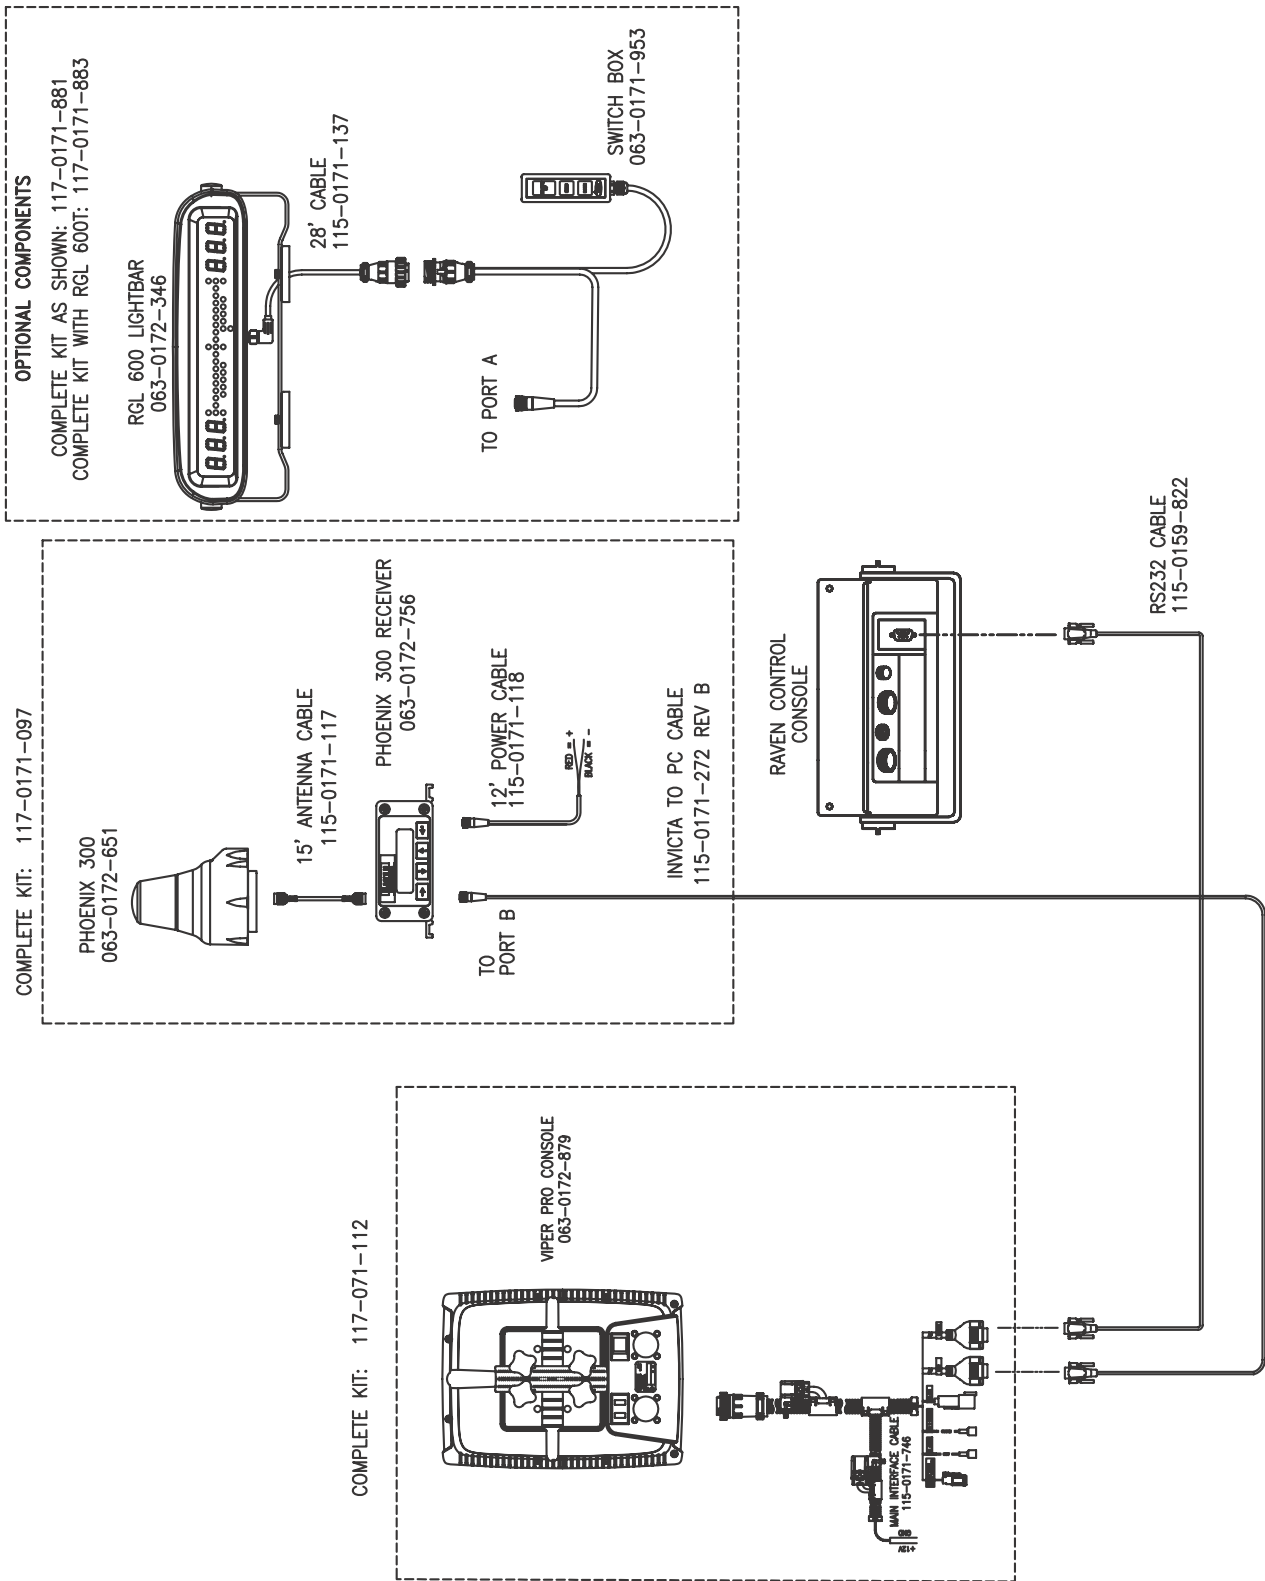 COMPLETE KIT: 117-071-112
VIPER PRO CONSOLE
063-0172-879
MAIN INTERFACE CABLE
115-0171-746
+12V
GND
COMPLETE KIT: 117-0171-097
PHOENIX 300
063-0172-651
15' ANTENNA CABLE
115-0171-117
PHOENIX 300 RECEIVER
063-0172-756
TO
PORT B
12' POWER CABLE
115-0171-118
RED = +
BLACK = -
INVICTA TO PC CABLE
115-0171-272 REV B
RAVEN CONTROL
CONSOLE
RS232 CABLE
115-0159-822
OPTIONAL COMPONENTS
COMPLETE KIT AS SHOWN: 117-0171-881
COMPLETE KIT WITH RGL 600T: 117-0171-883
RGL 600 LIGHTBAR
063-0172-346
28' CABLE
115-0171-137
TO PORT A
SWITCH BOX
063-0171-953